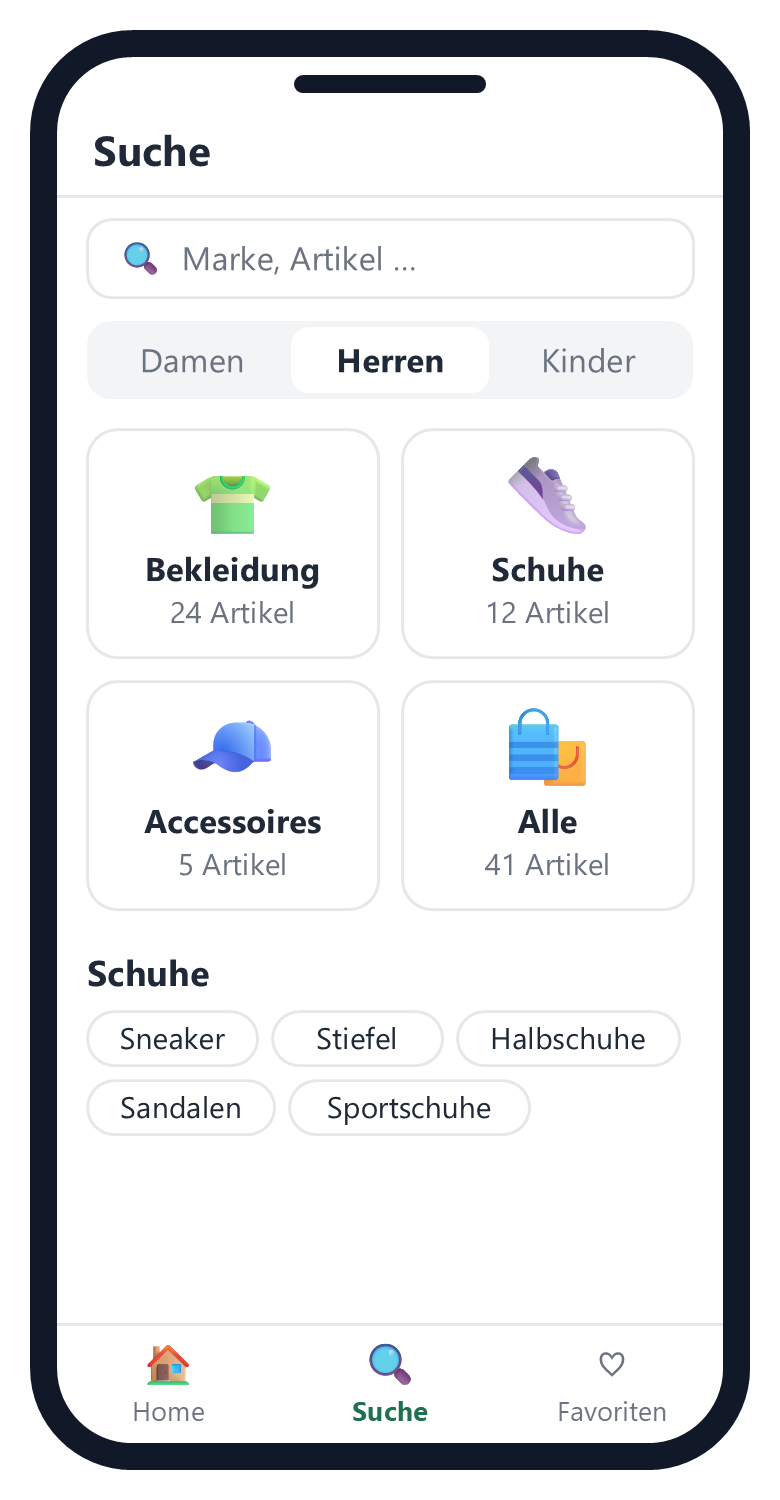 Suche
Marke, Artikel ...
Damen Herren Kinder
Bekleidung
24 Artikel
Schuhe
12 Artikel
Accessoires
5 Artikel
Alle
41 Artikel
Schuhe
Sneaker Stiefel Halbschuhe
Sandalen Sportschuhe
Home Suche Favoriten